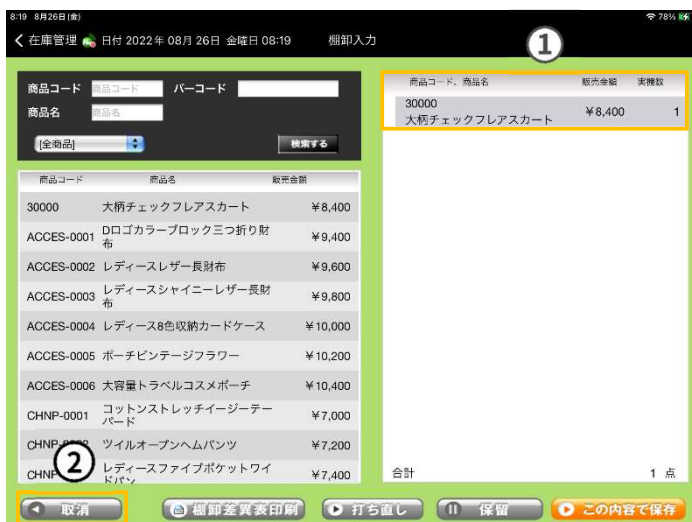 8:19 8月26日(金)
78%
在庫管理 日付 2022年 08月 26日 金曜日 08:19 棚卸入力
①
商品コード 商品コード バーコード
商品名 商品名
[全商品] 検索する
商品コード 商品名 販売金額
30000 大柄チェックフレアスカート ￥8,400
ACCES-0001 Dロゴカラーブロック三つ折り財
布 ￥9,400
ACCES-0002 レディースレザー長財布 ￥9,600
ACCES-0003 レディースシャイニーレザー長財
布 ￥9,800
ACCES-0004 レディース8色収納カードケース ￥10,000
ACCES-0005 ポーチビンテージフラワー ￥10,200
ACCES-0006 大容量トラベルコスメポーチ ￥10,400
CHNP-0001 コットンストレッチイージーテー
パード ￥7,000
CHNP- ツイルオープンヘムパンツ ￥7,200
CHNP レディースファイブポケットワイ
ドパン ￥7,400
②
商品コード、商品名 販売金額 実棚数
30000
大柄チェックフレアスカート ￥8,400 1
合計 1 点
取消 棚卸差異表印刷 打ち直し 保留 この内容で保存